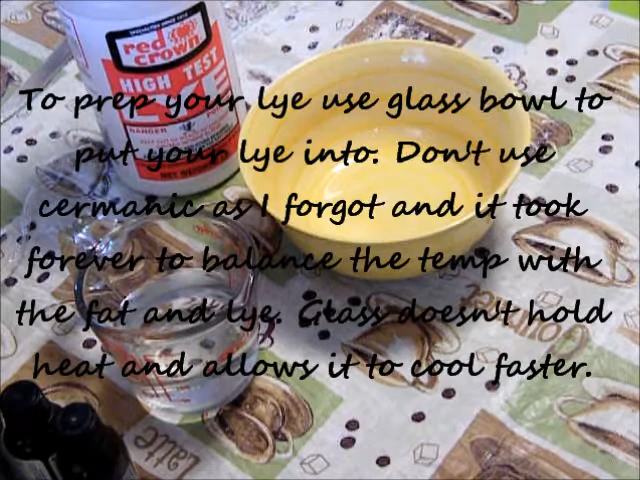 red
crown
HIGH TEST
LYE
DANGER
To prep your lye use glass bowl to
put your lye into. Don't use
cermanic as I forgot and it took
forever to balance the temp with
the fat and lye. Glass doesn't hold
heat and allows it to cool faster.
Latte